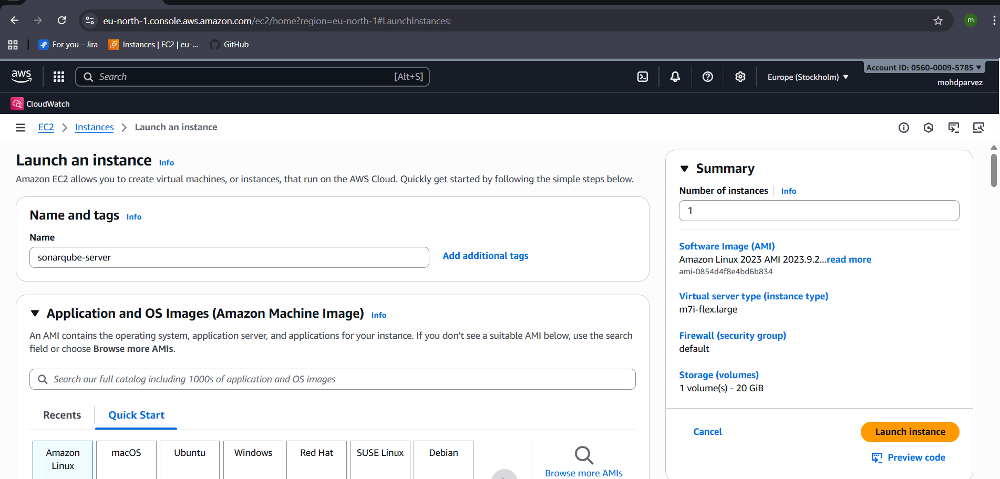 eu-north-1.console.aws.amazon.com/ec2/home?region=eu-north-1#LaunchInstances:
m
For you - Jira
Instances | EC2 | eu-...
GitHub
aws
Search
[Alt+S]
Europe (Stockholm)
Account ID: 0560-0009-5785
mohdparvez
CloudWatch
EC2
Instances
Launch an instance
Launch an instance Info
Amazon EC2 allows you to create virtual machines, or instances, that run on the AWS Cloud. Quickly get started by following the simple steps below.
Name and tags Info
Name
sonarqube-server
Add additional tags
Application and OS Images (Amazon Machine Image) Info
An AMI contains the operating system, application server, and applications for your instance. If you don't see a suitable AMI below, use the search
field or choose Browse more AMIs.
Search our full catalog including 1000s of application and OS images
Recents
Quick Start
Amazon
Linux
macOS
Ubuntu
Windows
Red Hat
SUSE Linux
Debian
Browse more AMIs
Summary
Number of instances Info
1
Software Image (AMI)
Amazon Linux 2023 AMI 2023.9.2...read more
ami-0854d4f8e4bd6b834
Virtual server type (instance type)
m7i-flex.large
Firewall (security group)
default
Storage (volumes)
1 volume(s) - 20 GiB
Cancel
Launch instance
Preview code